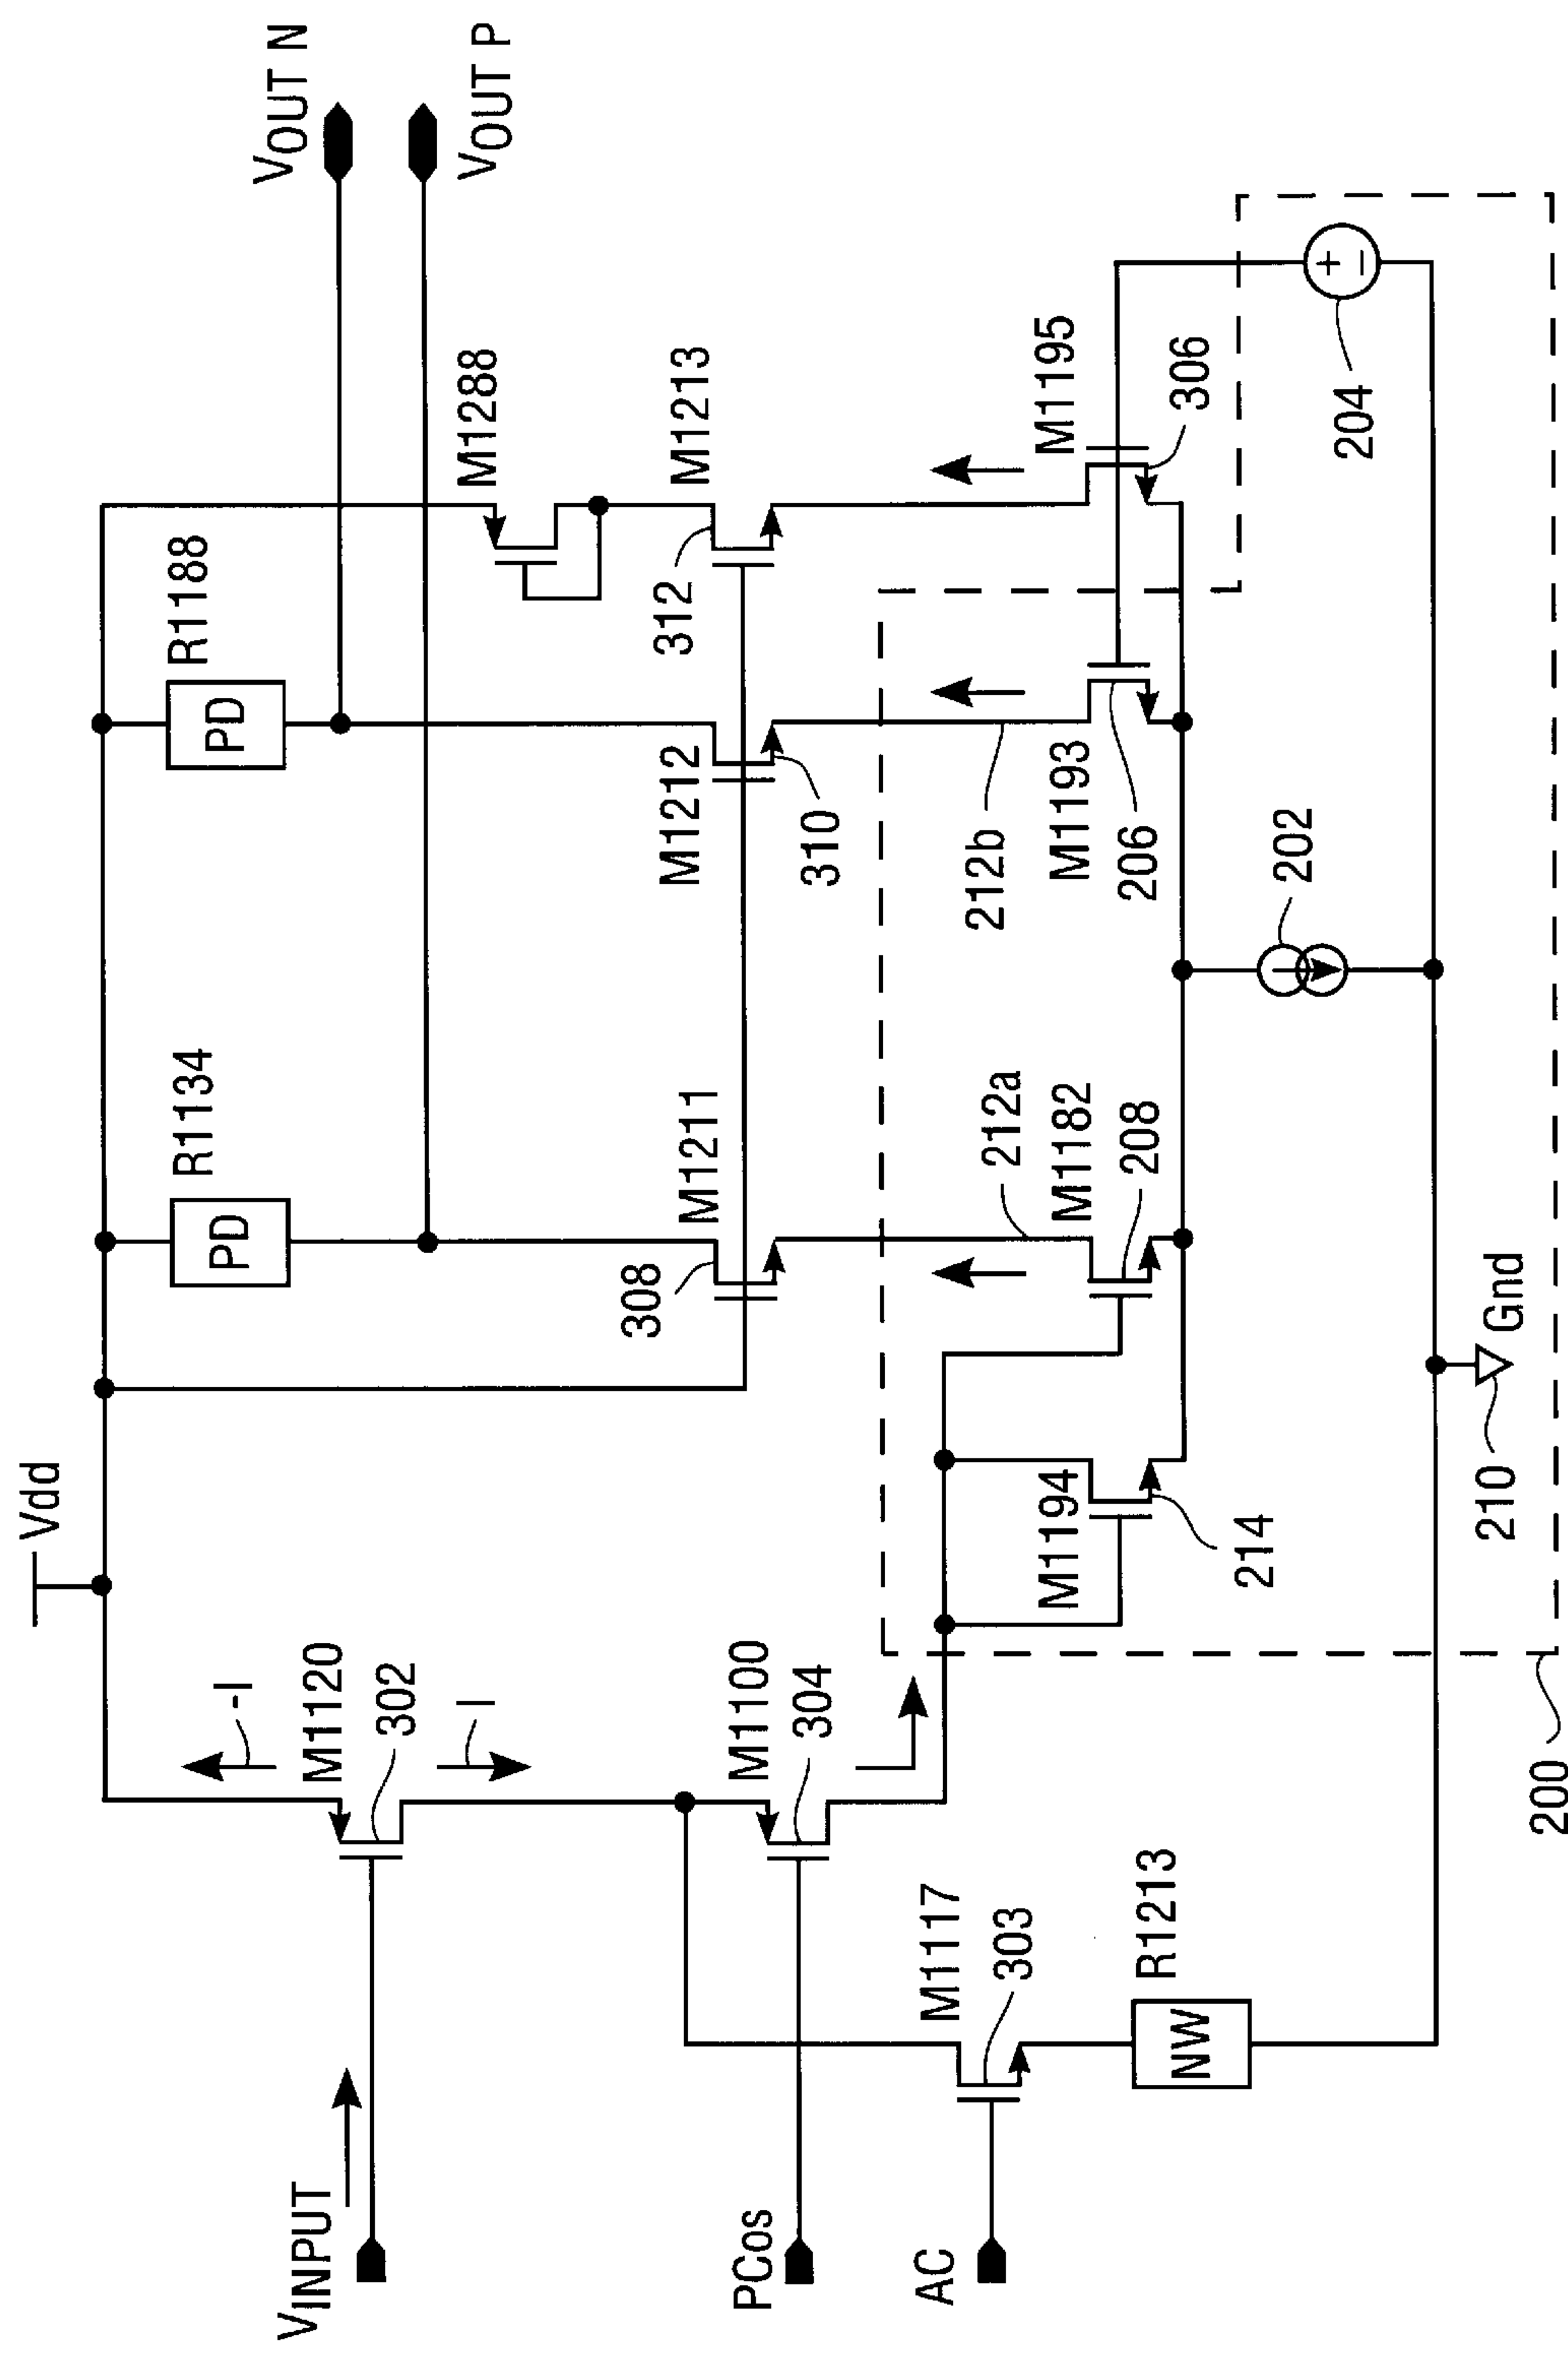 Vdd
VINPUT
-I
M1120
302
I
PCos
M1100
304
AC
M1117
303
R1213
NW
R1134
PD
R1188
PD
VOUT N
VOUT P
M1288
M1211
308
M1212
310
M1213
312
212a
M1182
208
212b
M1193
206
M1195
306
M1194
214
202
204
210
Gnd
200